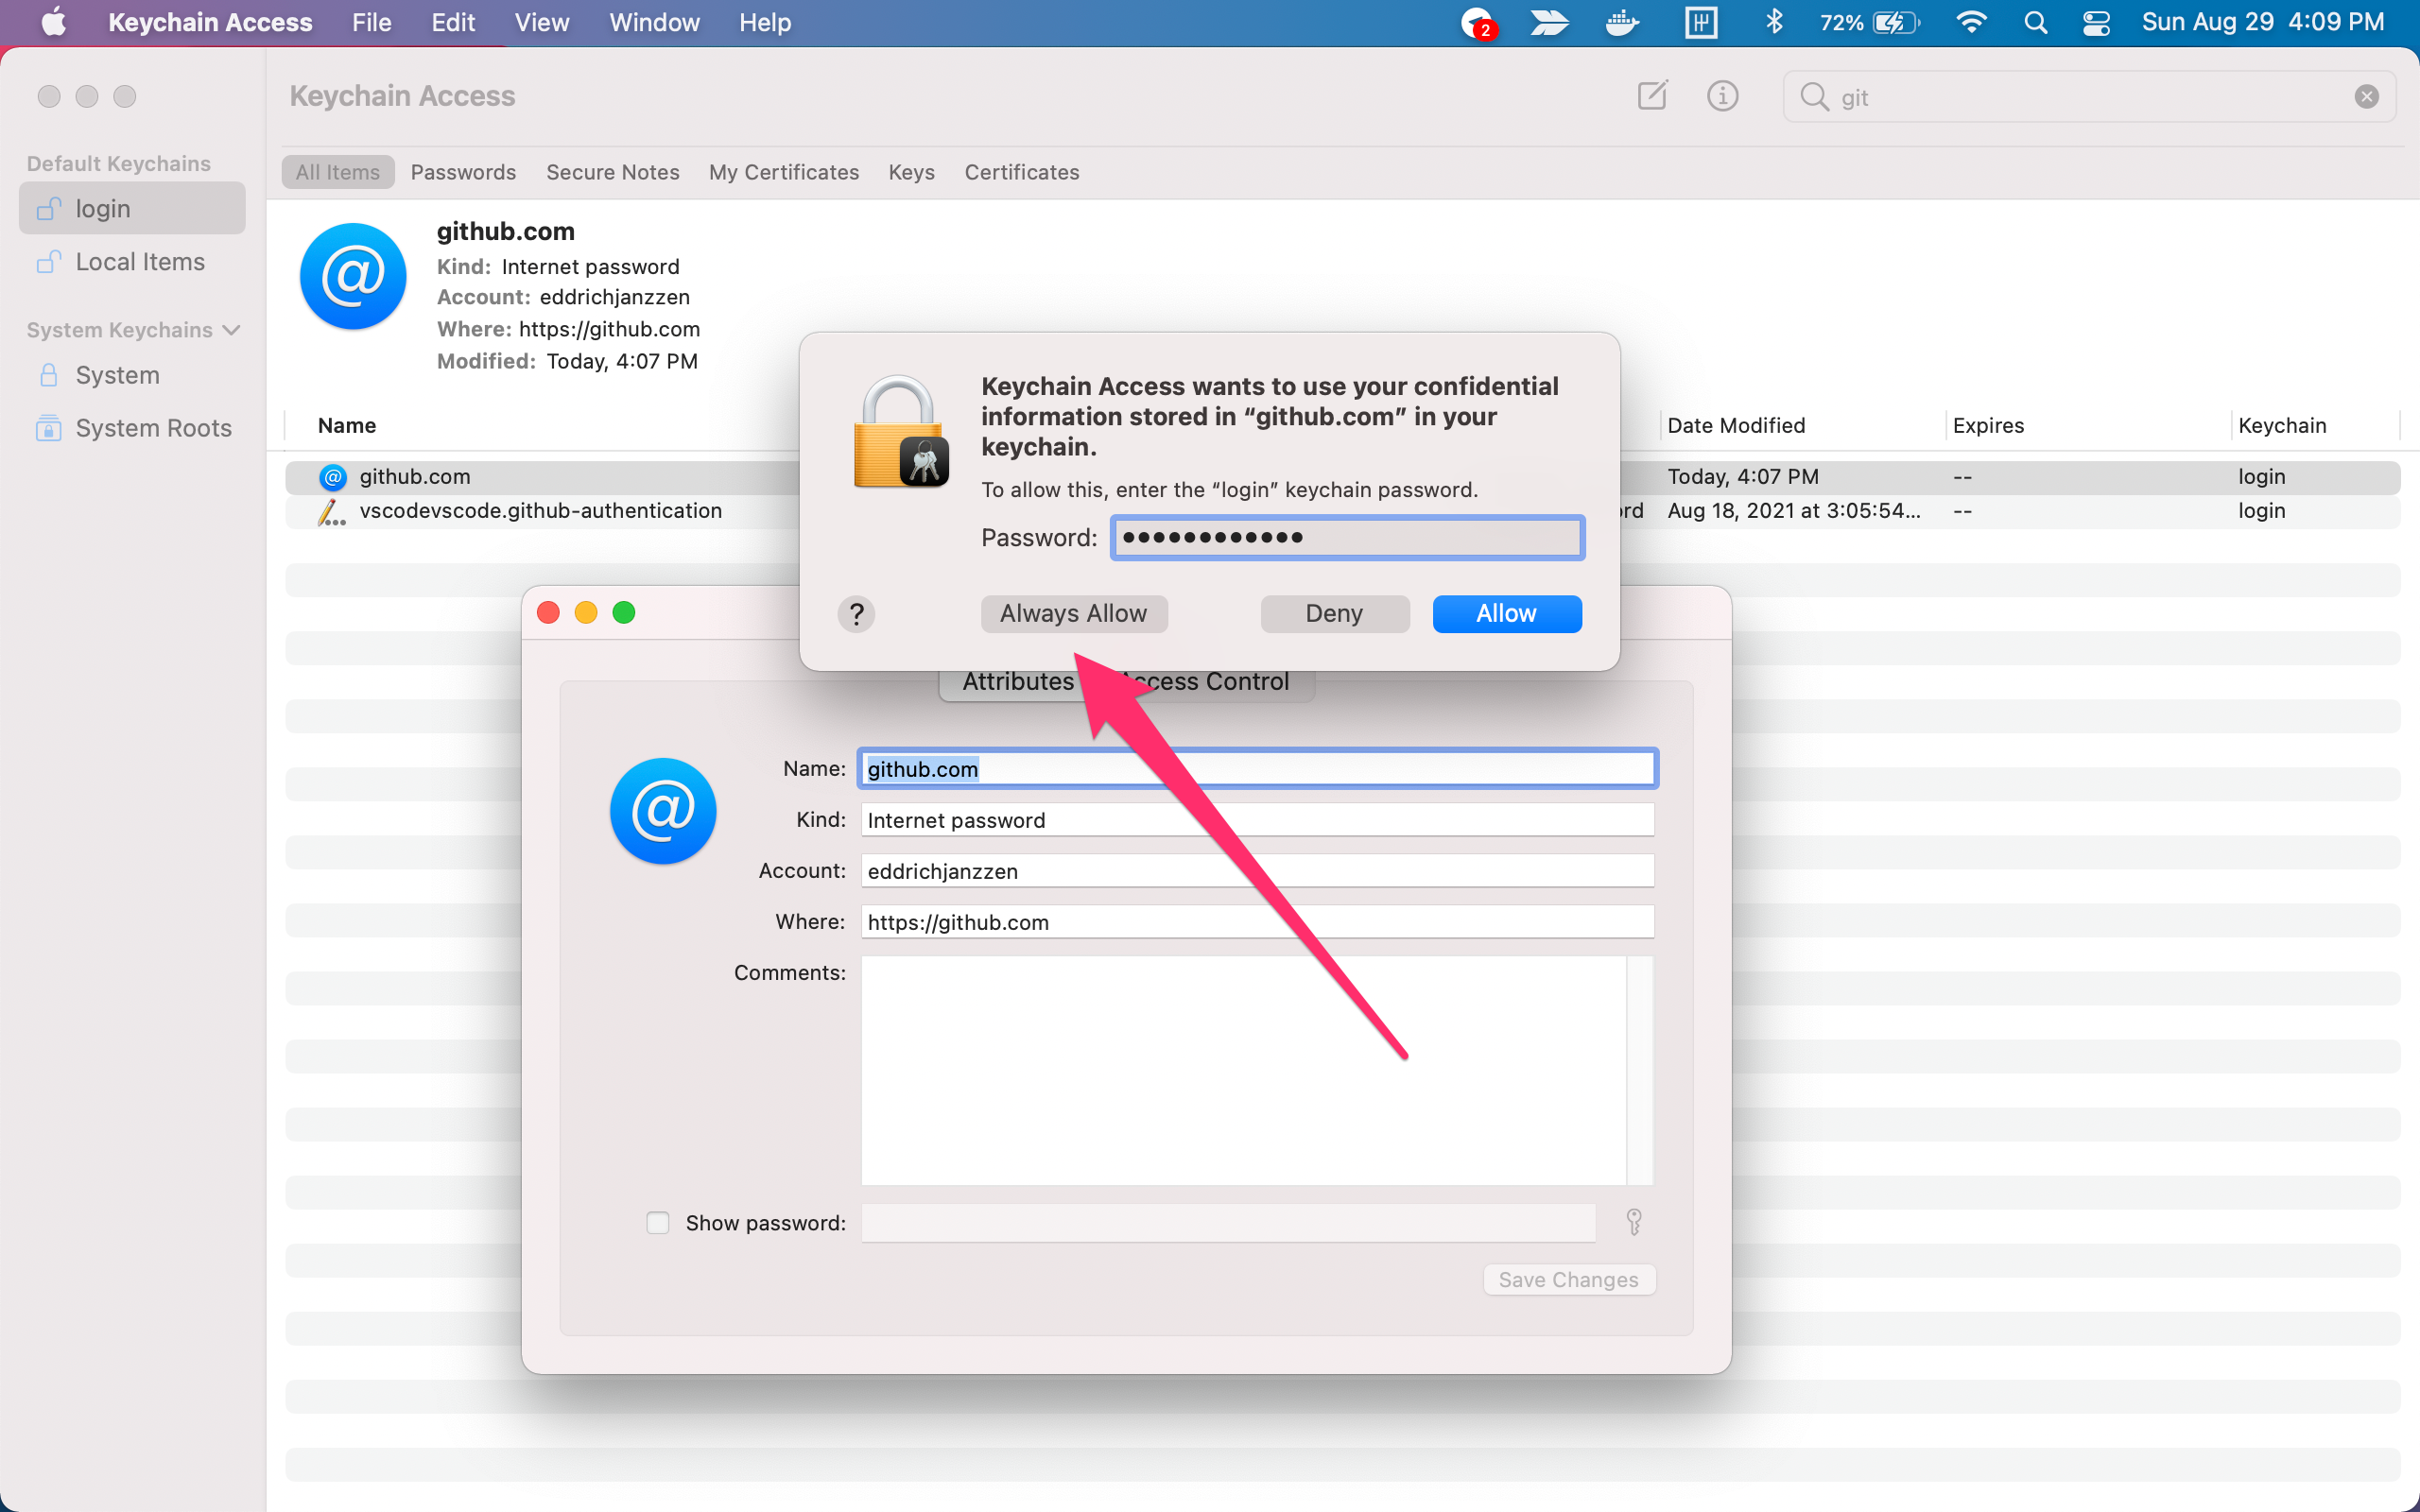 Keychain Access File Edit View Window Help 2 72% Sun Aug 29 4:09 PM
Keychain Access
git
Default Keychains
login
Local Items
System Keychains
System
System Roots
All Items Passwords Secure Notes My Certificates Keys Certificates
@
github.com
Kind: Internet password
Account: eddrichjanzzen
Where: https://github.com
Modified: Today, 4:07 PM
Name Date Modified Expires Keychain
@ github.com Today, 4:07 PM -- login
vscodevscode.github-authentication rd Aug 18, 2021 at 3:05:54... -- login
Keychain Access wants to use your confidential
information stored in “github.com” in your
keychain.
To allow this, enter the “login” keychain password.
Password: ••••••••••••
? Always Allow Deny Allow
Attributes Access Control
@
Name: github.com
Kind: Internet password
Account: eddrichjanzzen
Where: https://github.com
Comments:
Show password:
Save Changes